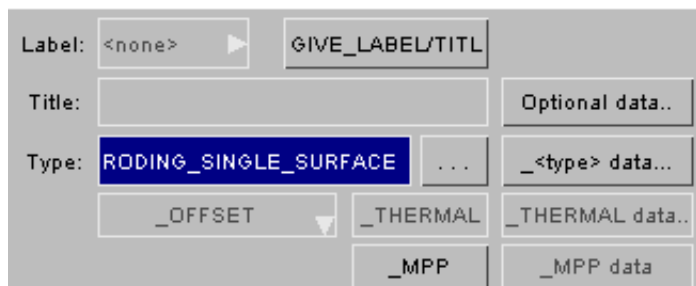 Label: <none> GIVE_LABEL/TITL
Title: Optional data..
Type: RODING_SINGLE_SURFACE ... _<type> data...
_OFFSET _THERMAL _THERMAL data..
_MPP _MPP data